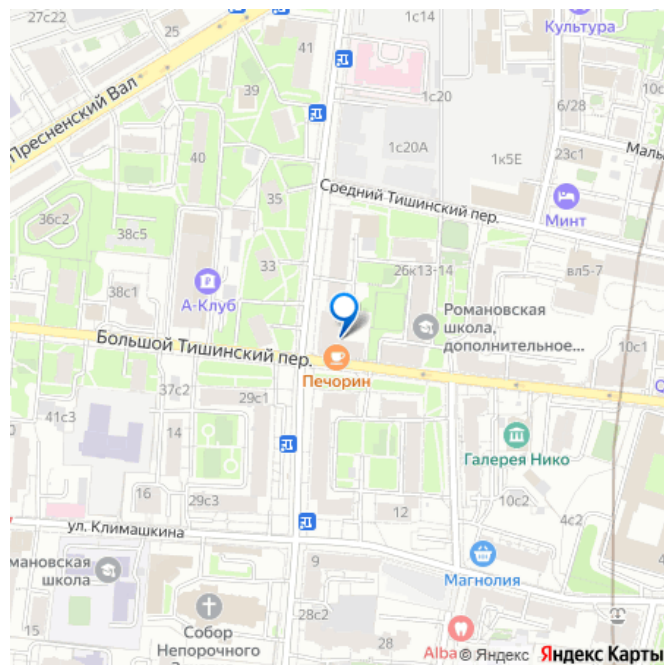 27с22
25
41
1с14
Культура
10с
39
1с20
6/28
Пресненский Вал
40
1с20А
1к5Е
23с1
Малы
35
Средний Тишинский пер.
Минт
36с2
38с5
33
26к13-14
вл5-7
А-Клуб
38с1
Романовская
школа,
дополнительное...
10с1
Большой Тишинский пер.
Печорин
37с2
29с1
41с3
14
Галерея Нико
16
29с3
10с2
12
4с2
ул. Климашкина
мановская
школа
9
Магнолия
Собор
Непорочного
28с2
15
28
Alba
© Яндекс Яндекс Карты